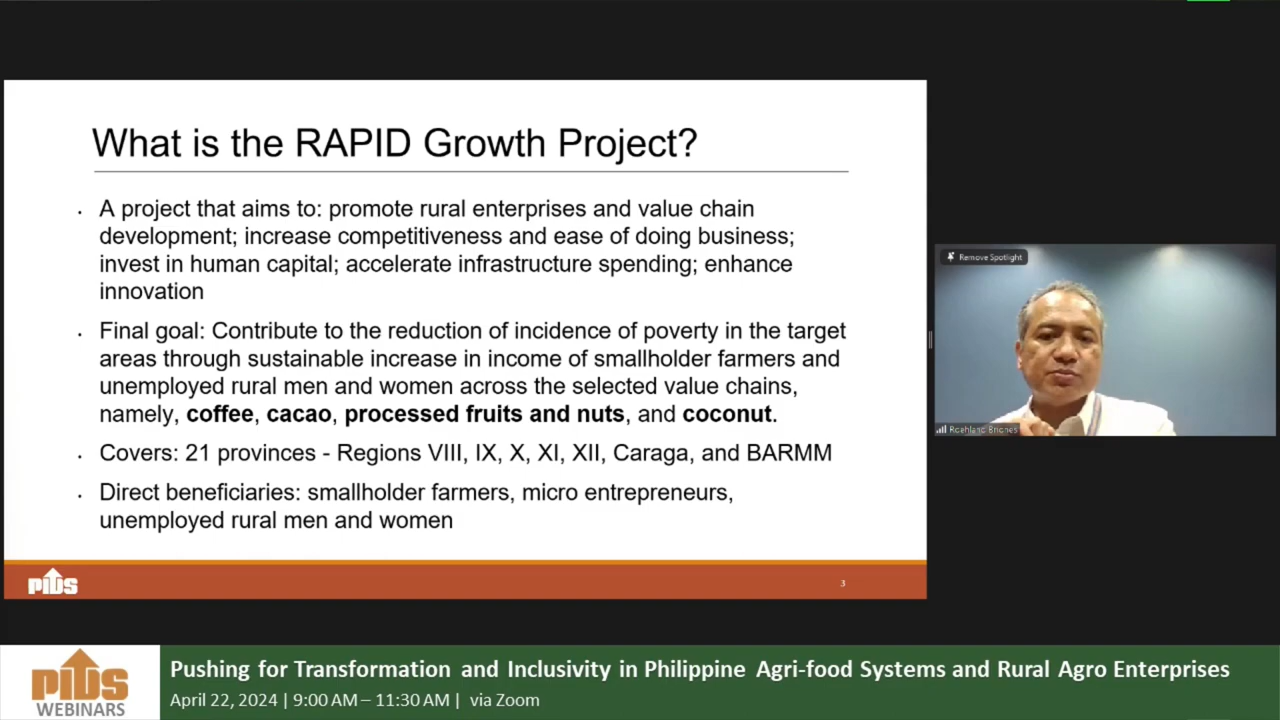 What is the RAPID Growth Project?
• A project that aims to: promote rural enterprises and value chain
development; increase competitiveness and ease of doing business;
invest in human capital; accelerate infrastructure spending; enhance
innovation
• Final goal: Contribute to the reduction of incidence of poverty in the target
areas through sustainable increase in income of smallholder farmers and
unemployed rural men and women across the selected value chains,
namely, coffee, cacao, processed fruits and nuts, and coconut.
• Covers: 21 provinces - Regions VIII, IX, X, XI, XII, Caraga, and BARMM
• Direct beneficiaries: smallholder farmers, micro entrepreneurs,
unemployed rural men and women
pids
3
Remove Spotlight
Roehlano Briones
pids
WEBINARS
Pushing for Transformation and Inclusivity in Philippine Agri-food Systems and Rural Agro Enterprises
April 22, 2024 | 9:00 AM – 11:30 AM | via Zoom